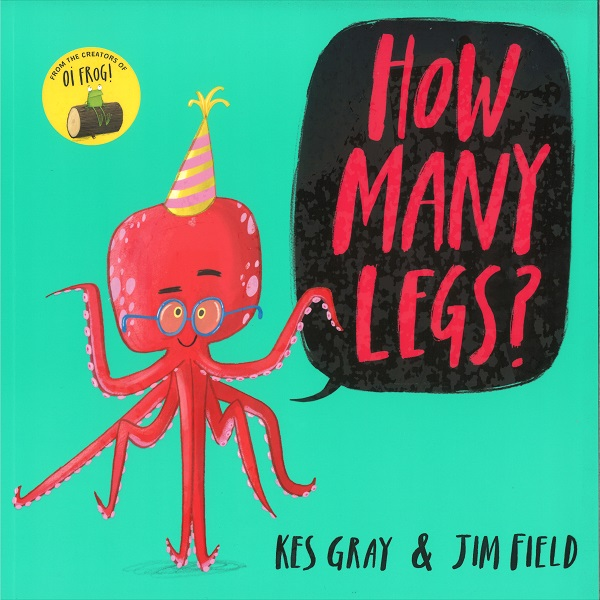 FROM THE CREATORS OF
Oi FROG!
HOW
MANY
LEGS?
KES GRAY & JIM FIELD